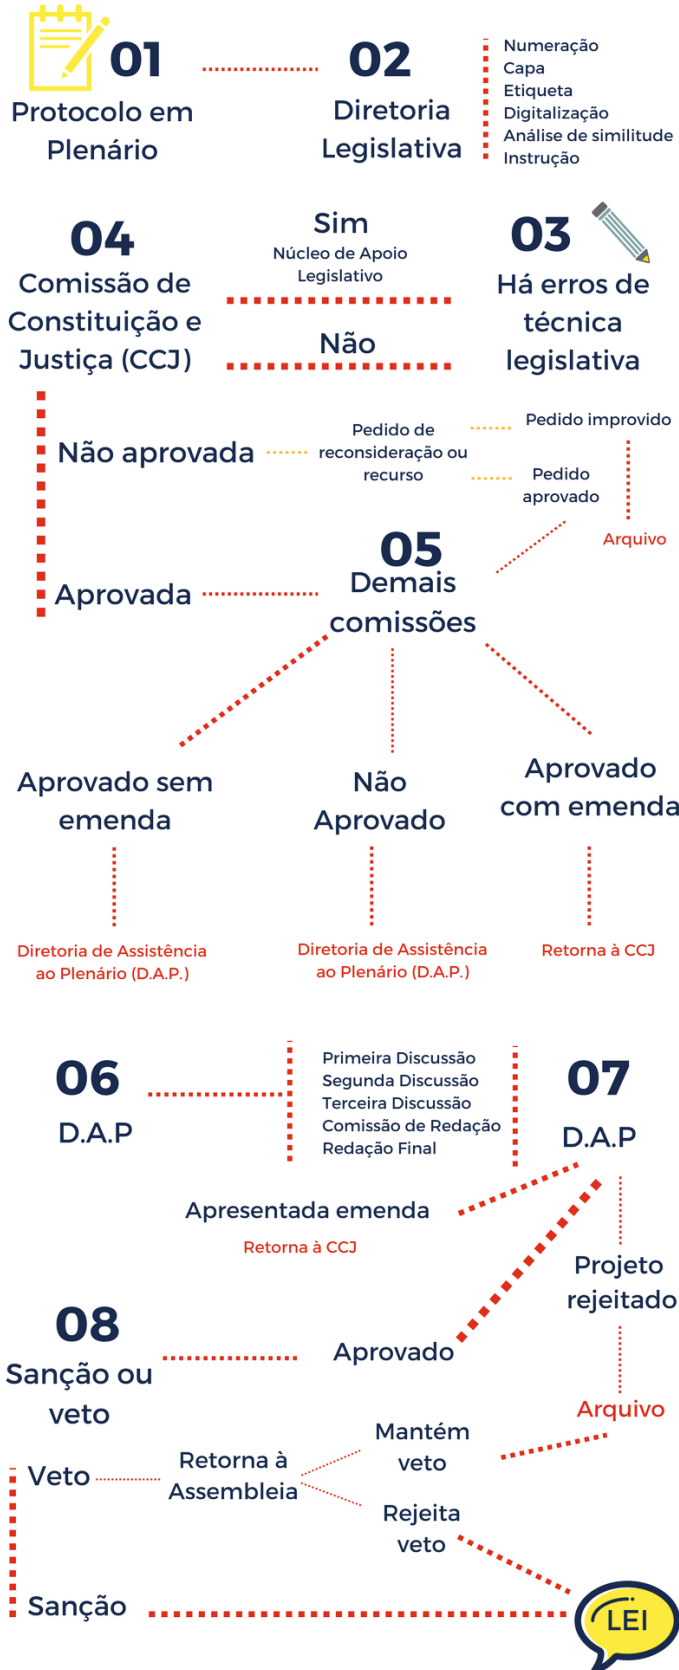 01
Protocolo em
Plenário
02
Diretoria
Legislativa
Numeração
Capa
Etiqueta
Digitalização
Análise de similitude
Instrução
03
Há erros de
técnica
legislativa
Sim
Núcleo de Apoio
Legislativo
Não
04
Comissão de
Constituição e
Justiça (CCJ)
Não aprovada
Pedido de
reconsideração ou
recurso
Pedido improvido
Pedido
aprovado
Arquivo
Aprovada
05
Demais
comissões
Aprovado sem
emenda
Não
Aprovado
Aprovado
com emenda
Diretoria de Assistência
ao Plenário (D.A.P.)
Diretoria de Assistência
ao Plenário (D.A.P.)
Retorna à CCJ
06
D.A.P
Primeira Discussão
Segunda Discussão
Terceira Discussão
Comissão de Redação
Redação Final
07
D.A.P
Apresentada emenda
Retorna à CCJ
Projeto
rejeitado
Arquivo
Aprovado
08
Sanção ou
veto
Veto
Retorna à
Assembleia
Mantém
veto
Rejeita
veto
Sanção
LEI